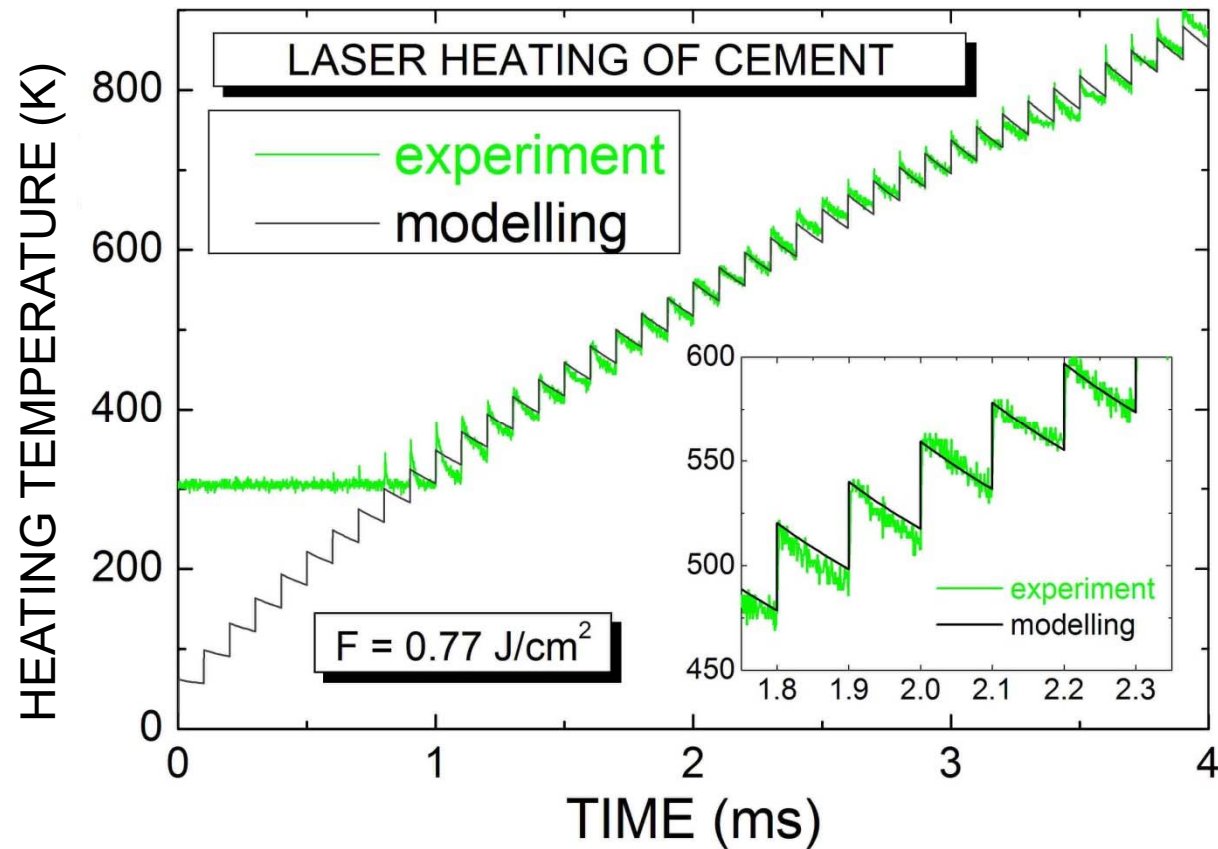 LASER HEATING OF CEMENT
experiment
modelling
HEATING TEMPERATURE (K)
800
600
400
200
0
F = 0.77 J/cm²
600
550
500
450
experiment
modelling
1.8 1.9 2.0 2.1 2.2 2.3
0 1 2 3 4
TIME (ms)